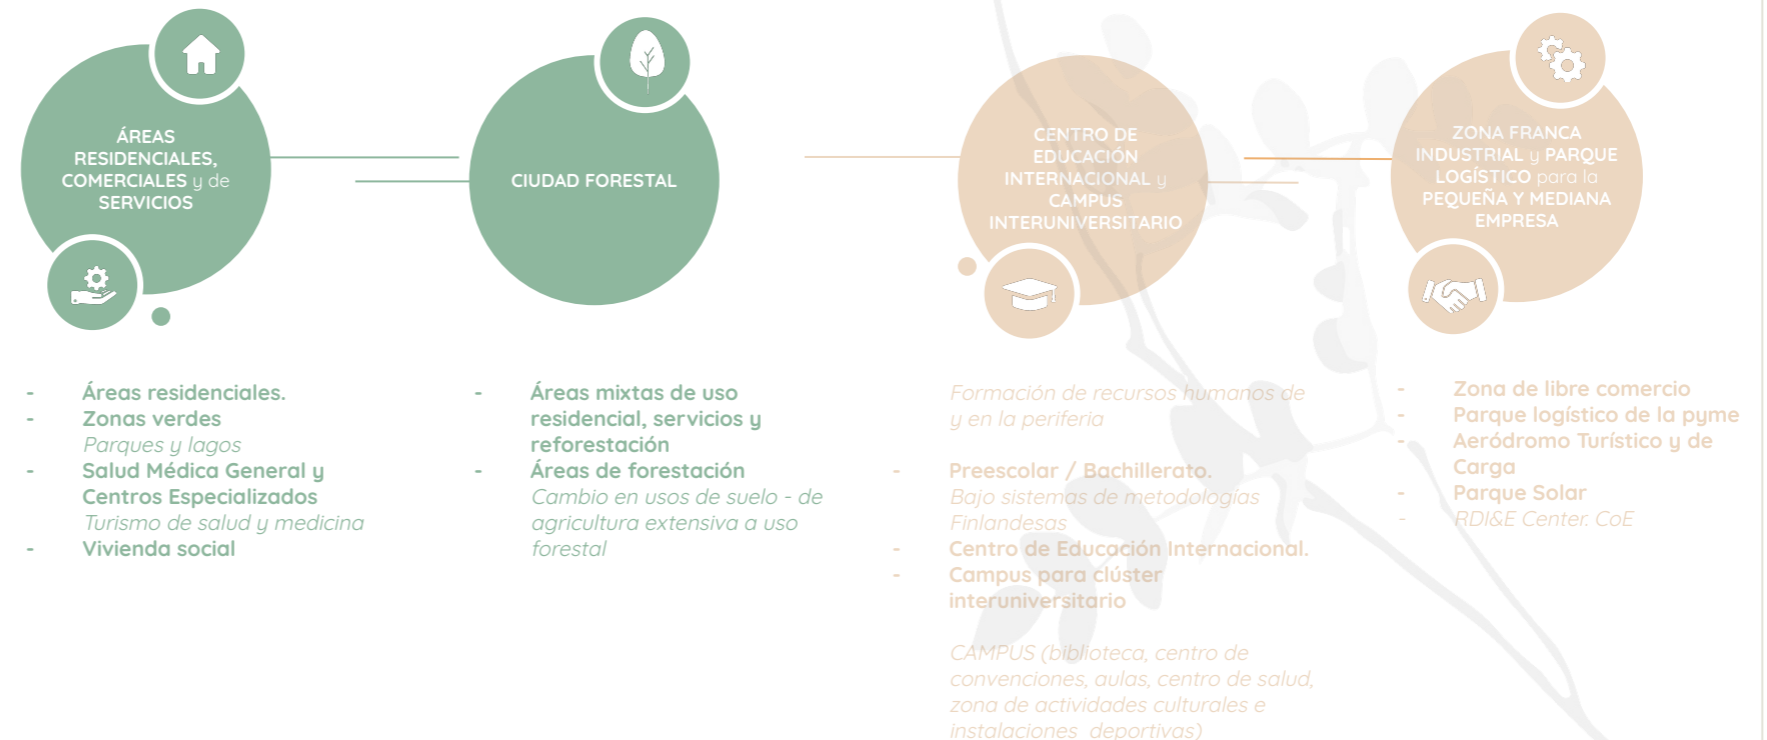 ÁREAS
RESIDENCIALES,
COMERCIALES y de
SERVICIOS
CIUDAD FORESTAL
CENTRO DE
EDUCACIÓN
INTERNACIONAL y
CAMPUS
INTERUNIVERSITARIO
ZONA FRANCA
INDUSTRIAL y PARQUE
LOGÍSTICO para la
PEQUEÑA Y MEDIANA
EMPRESA
- Áreas residenciales.
- Zonas verdes
Parques y lagos
- Salud Médica General y
Centros Especializados
Turismo de salud y medicina
- Vivienda social
- Áreas mixtas de uso
residencial, servicios y
reforestación
- Áreas de forestación
Cambio en usos de suelo - de
agricultura extensiva a uso
forestal
Formación de recursos humanos de
y en la periferia
- Preescolar / Bachillerato.
Bajo sistemas de metodologías
Finlandesas
- Centro de Educación Internacional.
- Campus para clúster
interuniversitario
CAMPUS (biblioteca, centro de
convenciones, aulas, centro de salud,
zona de actividades culturales e
instalaciones deportivas)
- Zona de libre comercio
- Parque logístico de la pyme
- Aeródromo Turístico y de
Carga
- Parque Solar
- RDI&E Center. CoE